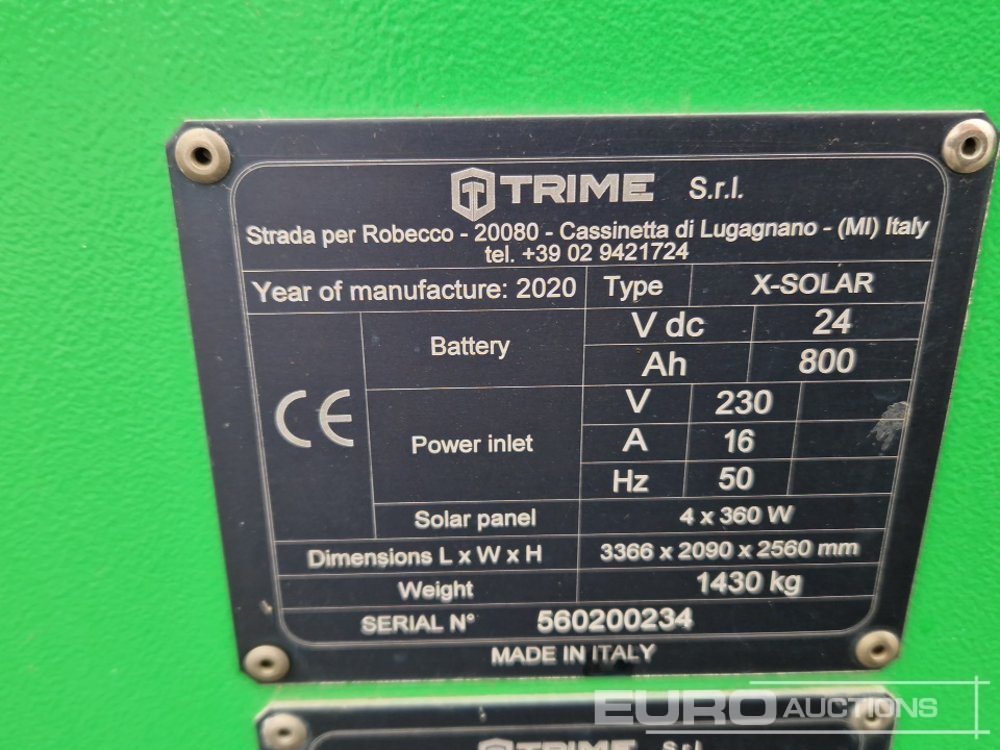 TRIME S.r.l.
Strada per Robecco - 20080 - Cassinetta di Lugagnano - (MI) Italy
tel. +39 02 9421724
Year of manufacture: 2020 Type X-SOLAR
CE
Battery
V dc 24
Ah 800
Power inlet
V 230
A 16
Hz 50
Solar panel 4 x 360 W
Dimensions L x W x H 3366 x 2090 x 2560 mm
Weight 1430 kg
SERIAL N° 560200234
MADE IN ITALY
TRIME S.r.l.
EURO AUCTIONS